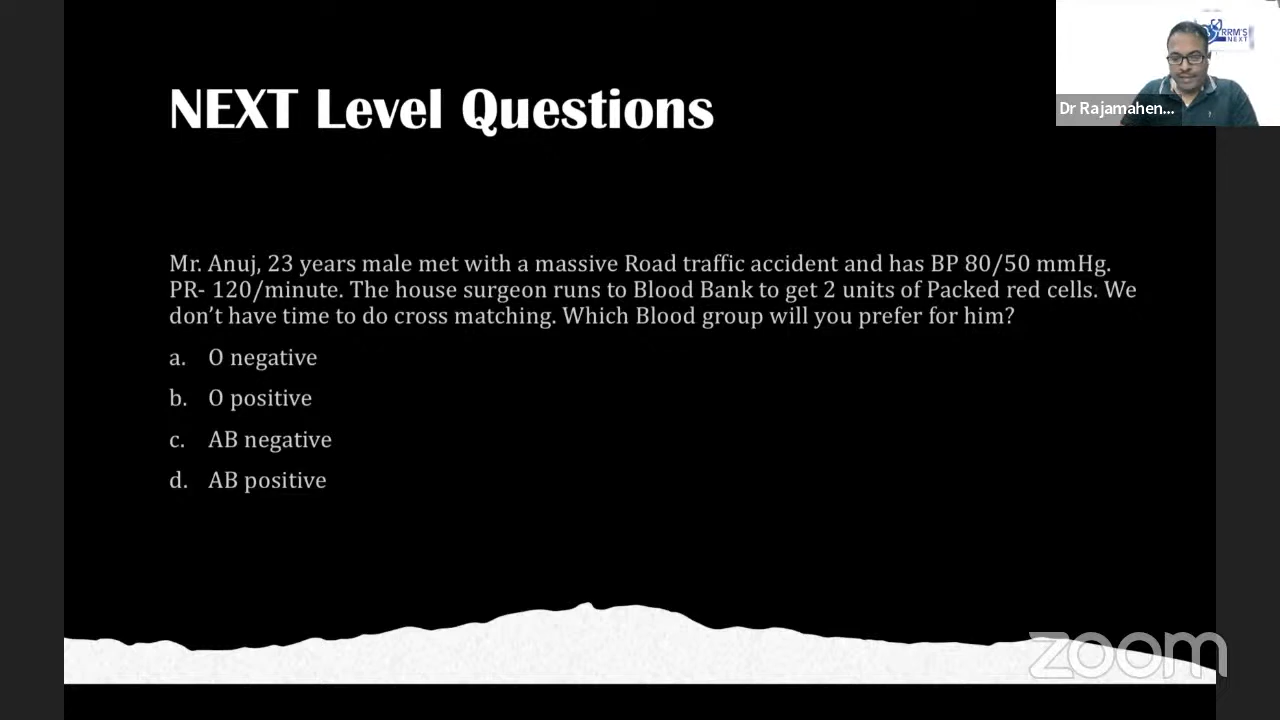 RRM'S
NEXT
Dr Rajamahen...
NEXT Level Questions
Mr. Anuj, 23 years male met with a massive Road traffic accident and has BP 80/50 mmHg.
PR- 120/minute. The house surgeon runs to Blood Bank to get 2 units of Packed red cells. We
don’t have time to do cross matching. Which Blood group will you prefer for him?
a. O negative
b. O positive
c. AB negative
d. AB positive
zoom